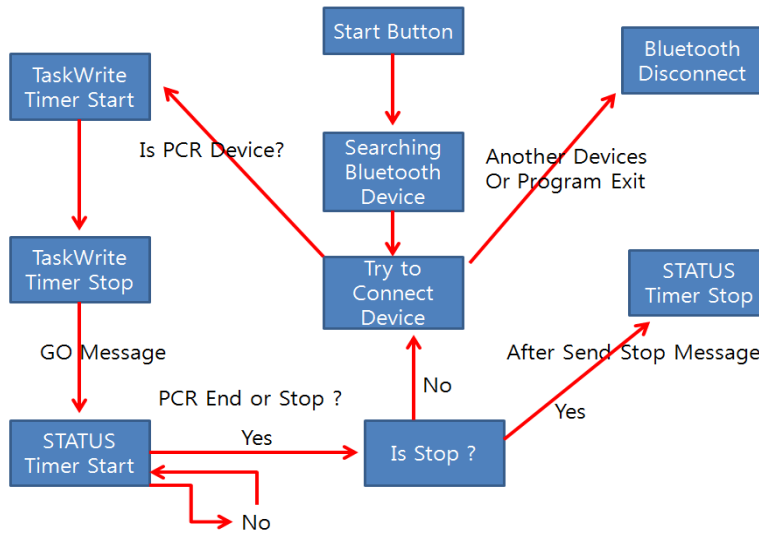 Start Button
Bluetooth
Disconnect
TaskWrite
Timer Start
Is PCR Device?
Searching
Bluetooth
Device
Another Devices
Or Program Exit
TaskWrite
Timer Stop
Try to
Connect
Device
STATUS
Timer Stop
GO Message
After Send Stop Message
No
PCR End or Stop ?
Yes
STATUS
Timer Start
Yes
Is Stop ?
No